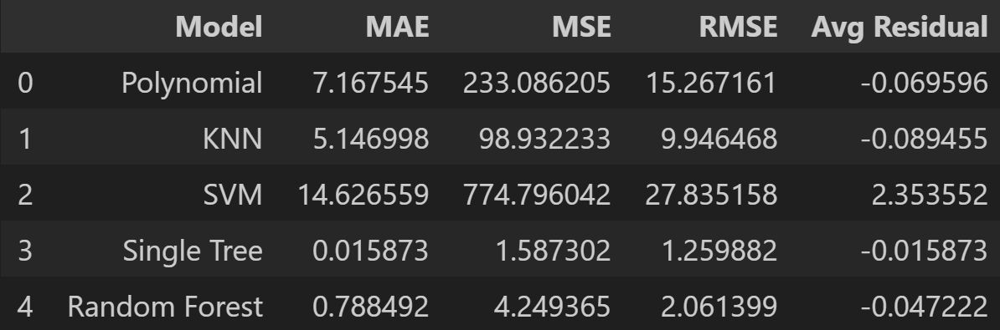 Model MAE MSE RMSE Avg Residual
0 Polynomial 7.167545 233.086205 15.267161 -0.069596
1 KNN 5.146998 98.932233 9.946468 -0.089455
2 SVM 14.626559 774.796042 27.835158 2.353552
3 Single Tree 0.015873 1.587302 1.259882 -0.015873
4 Random Forest 0.788492 4.249365 2.061399 -0.047222